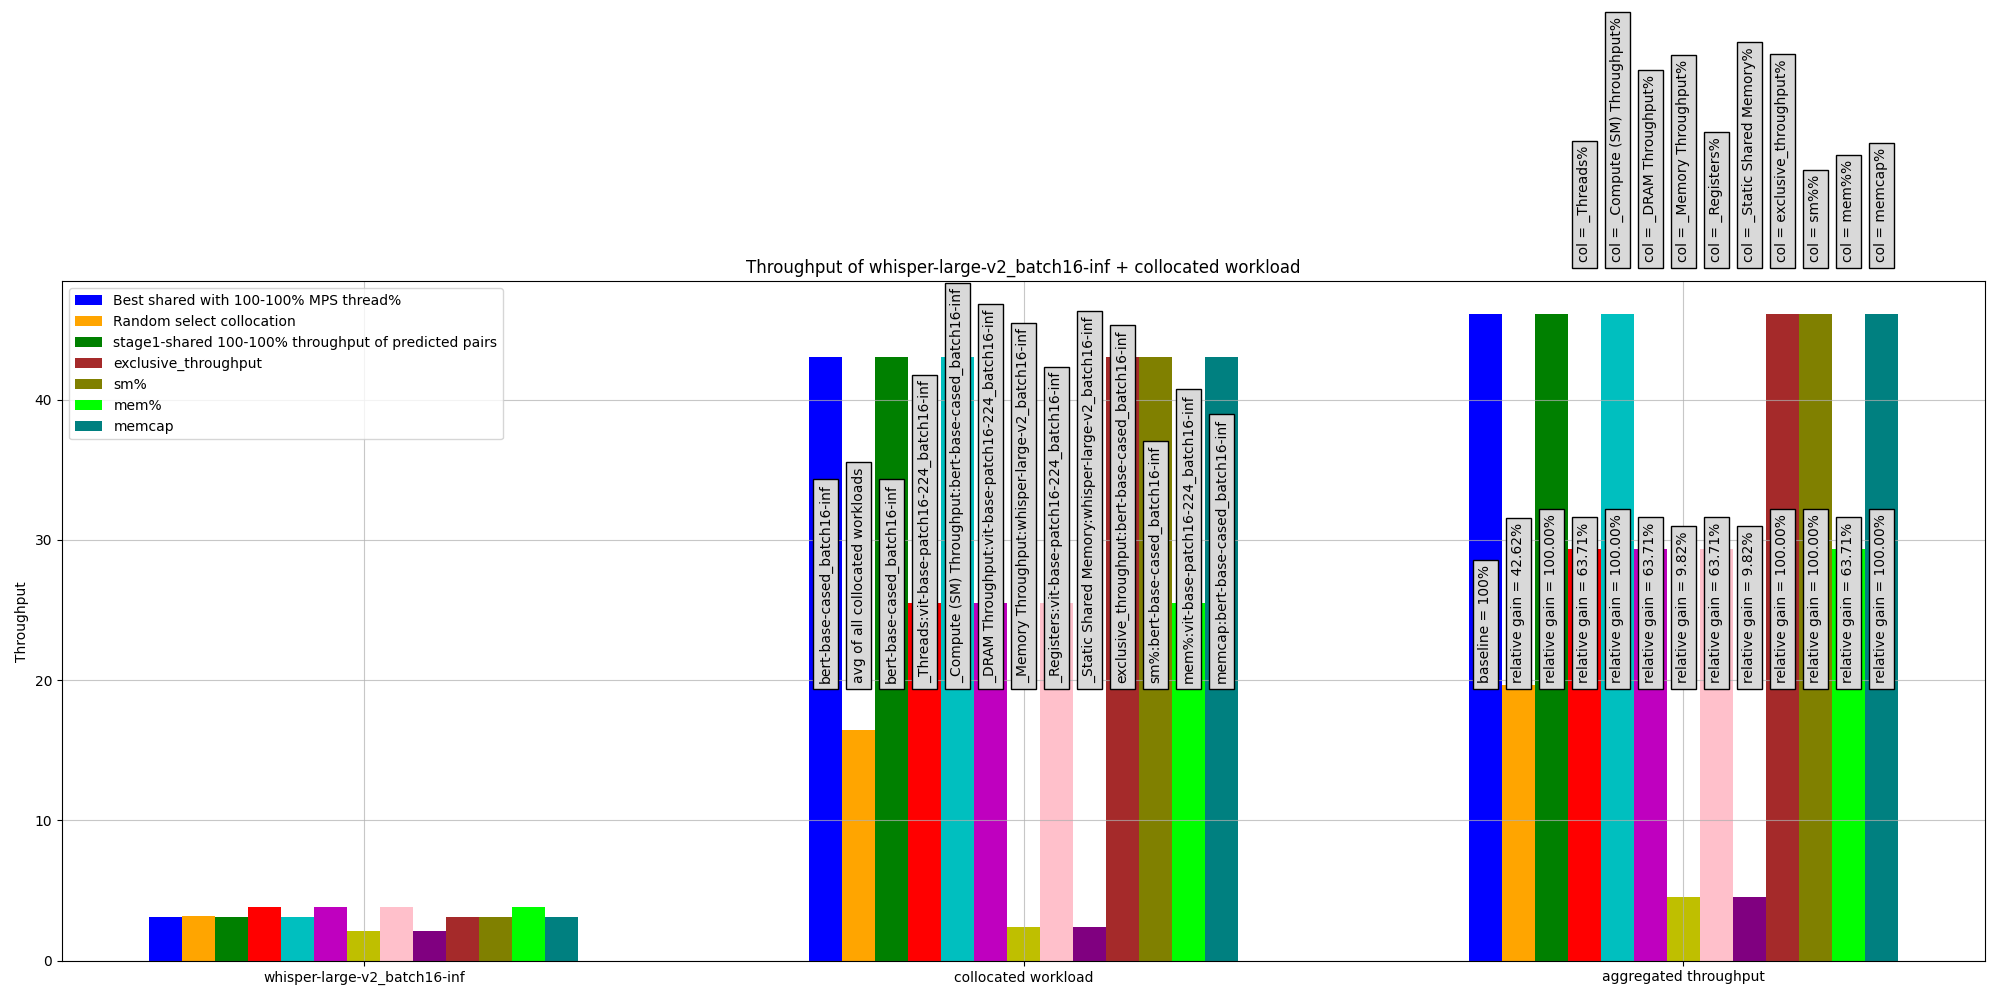 col = _Threads%
col = _Compute (SM) Throughput%
col = _DRAM Throughput%
col = _Memory Throughput%
col = _Registers%
col = _Static Shared Memory%
col = exclusive_throughput%
col = sm%%
col = mem%%
col = memcap%
Throughput of whisper-large-v2_batch16-inf + collocated workload
Best shared with 100-100% MPS thread%
Random select collocation
stage1-shared 100-100% throughput of predicted pairs
exclusive_throughput
sm%
mem%
memcap
Throughput
40
30
20
10
0
bert-base-cased_batch16-inf
avg of all collocated workloads
bert-base-cased_batch16-inf
_Threads:vit-base-patch16-224_batch16-inf
_Compute (SM) Throughput:bert-base-cased_batch16-inf
_DRAM Throughput:vit-base-patch16-224_batch16-inf
_Memory Throughput:whisper-large-v2_batch16-inf
_Registers:vit-base-patch16-224_batch16-inf
_Static Shared Memory:whisper-large-v2_batch16-inf
exclusive_throughput:bert-base-cased_batch16-inf
sm%:bert-base-cased_batch16-inf
mem%:vit-base-patch16-224_batch16-inf
memcap:bert-base-cased_batch16-inf
baseline = 100%
relative gain = 42.62%
relative gain = 100.00%
relative gain = 63.71%
relative gain = 100.00%
relative gain = 63.71%
relative gain = 9.82%
relative gain = 63.71%
relative gain = 9.82%
relative gain = 100.00%
relative gain = 100.00%
relative gain = 63.71%
relative gain = 100.00%
whisper-large-v2_batch16-inf
collocated workload
aggregated throughput